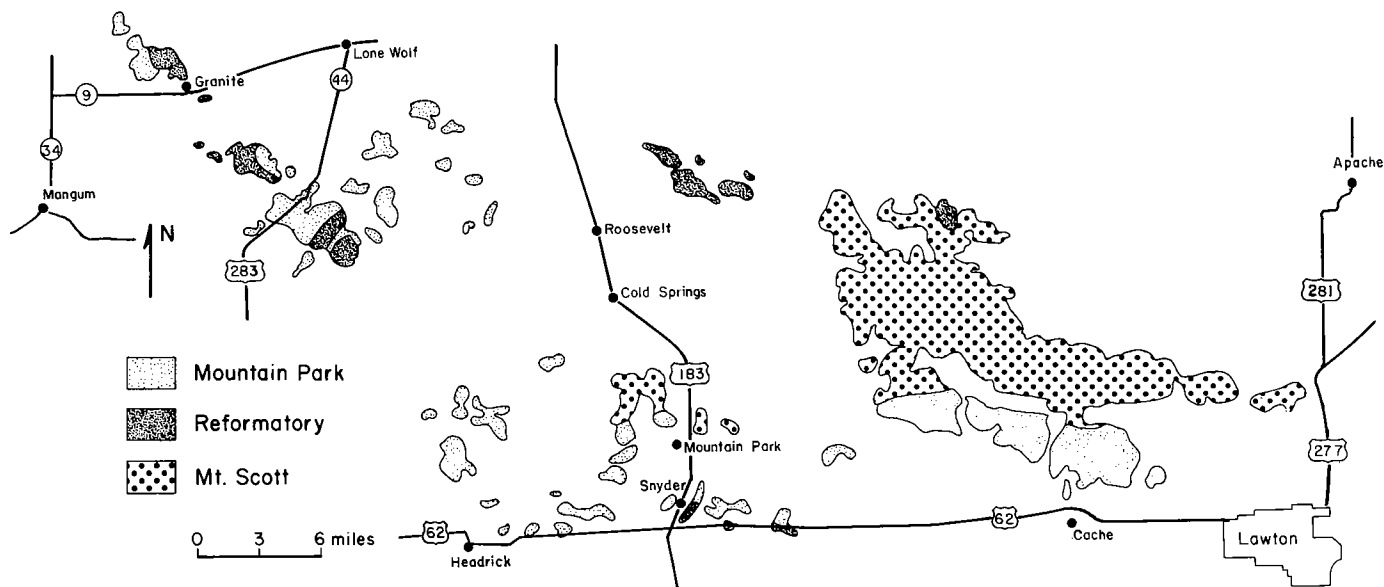 Lone Wolf
44
Granite
9
34
Mangum
Apache
N
Roosevelt
283
Cold Springs
281
Mountain Park
183
Reformatory
Mountain Park
277
Mt. Scott
Snyder
0 3 6 miles
62
Headrick
62
Cache
Lawton